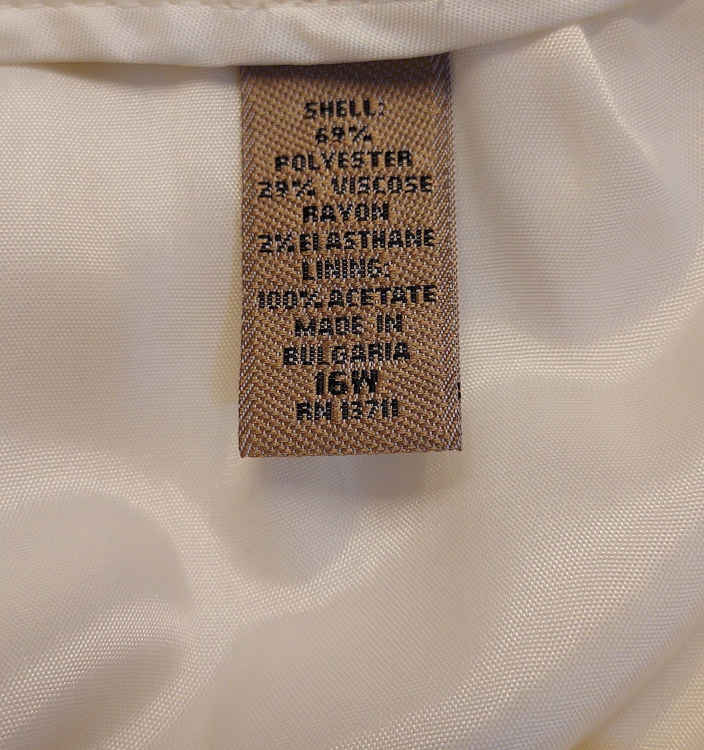 SHELL:
69%
POLYESTER
29% VISCOSE
RAYON
2% ELASTHANE
LINING:
100% ACETATE
MADE IN
BULGARIA
16W
RN 13711